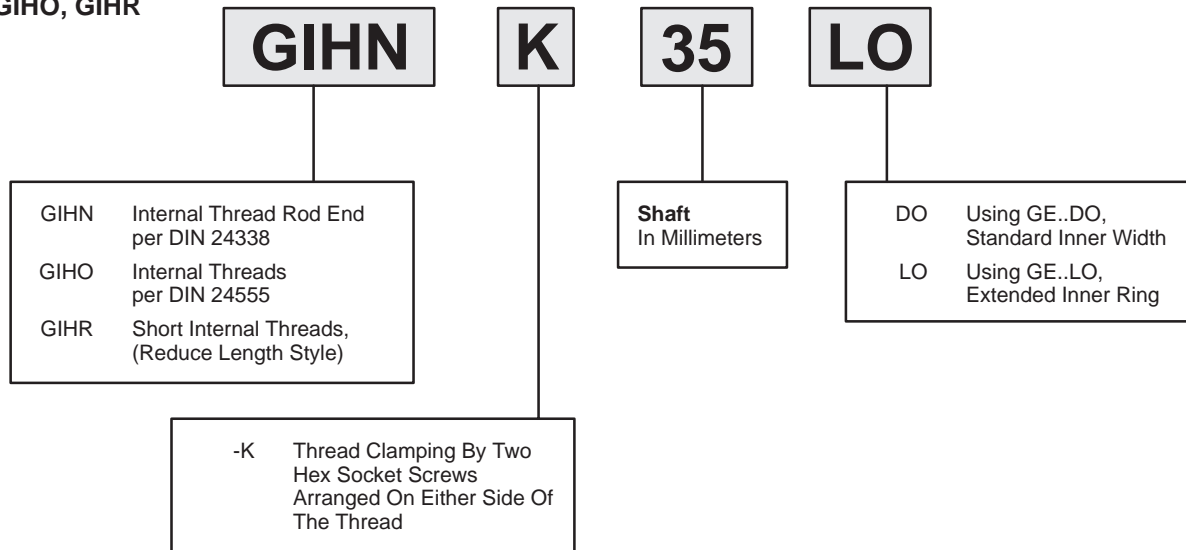 GIHO, GIHR
GIHN K 35 LO
GIHN Internal Thread Rod End
per DIN 24338
GIHO Internal Threads
per DIN 24555
GIHR Short Internal Threads,
(Reduce Length Style)
Shaft
In Millimeters
DO Using GE..DO,
Standard Inner Width
LO Using GE..LO,
Extended Inner Ring
-K Thread Clamping By Two
Hex Socket Screws
Arranged On Either Side Of
The Thread